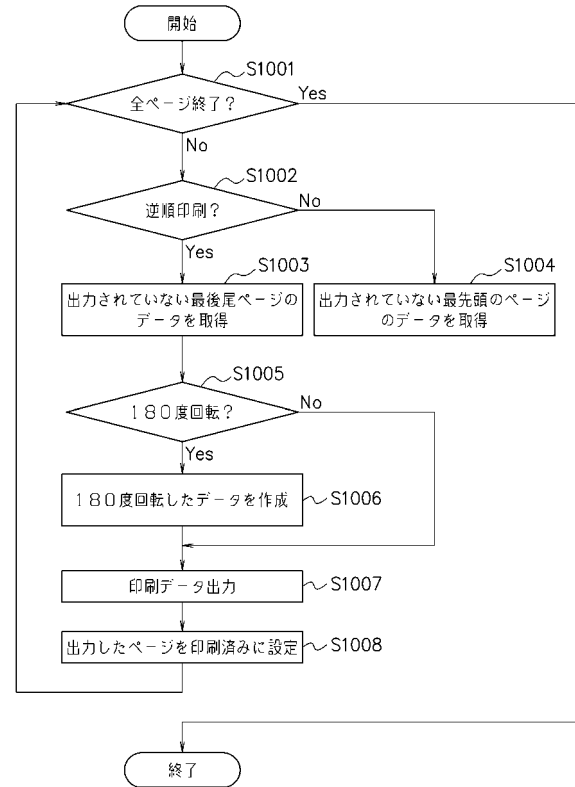 開始
S1001
全ページ終了?
Yes
No
S1002
逆順印刷?
No
Yes
S1003
出力されていない最後尾ページの
データを取得
S1004
出力されていない最先頭のページ
のデータを取得
S1005
180度回転?
No
Yes
180度回転したデータを作成
S1006
印刷データ出力
S1007
出力したページを印刷済みに設定
S1008
終了